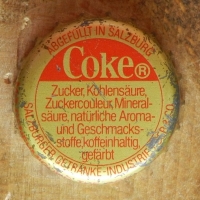 ABGEFÜLLT IN SALZBURG
Coke®
Zucker, Kohlensäure,
Zuckercouleur, Mineral-
säure, natürliche Aroma-
und Geschmacks-
stoffe, koffeinhaltig,
gefärbt
SALZBURGER GETRÄNKE-INDUSTRIE